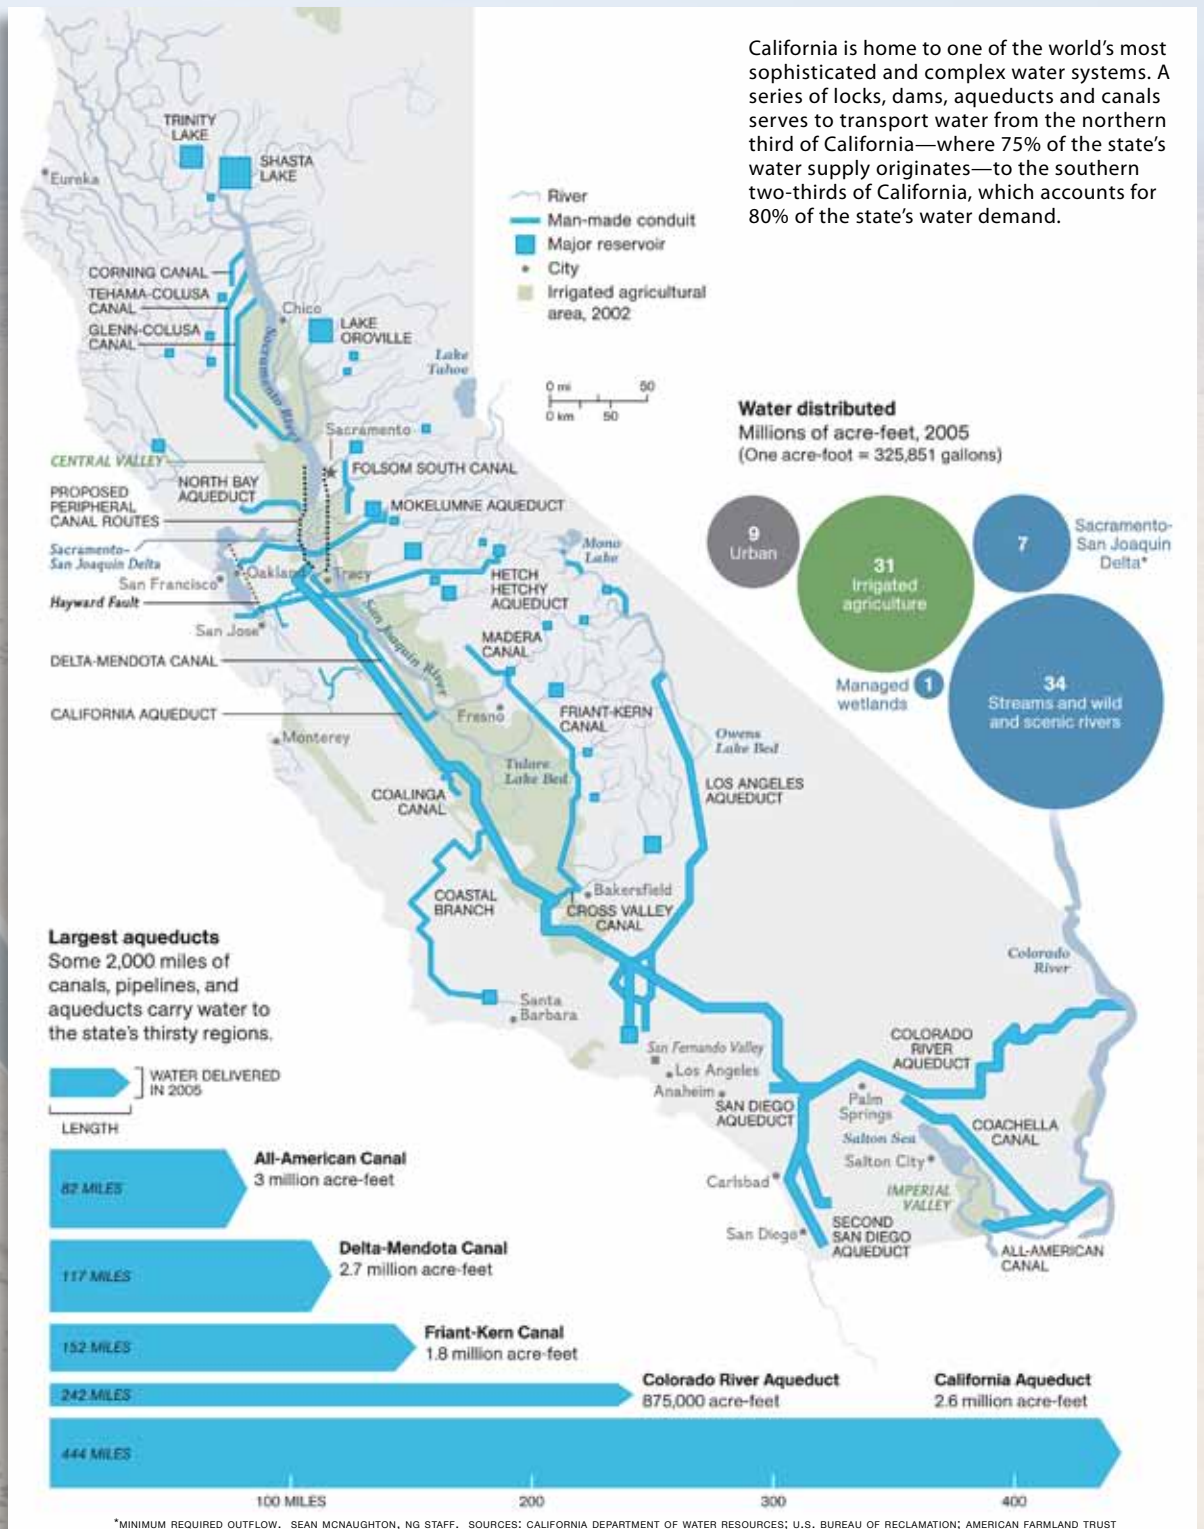 California is home to one of the world's most
sophisticated and complex water systems. A
series of locks, dams, aqueducts and canals
serves to transport water from the northern
third of California—where 75% of the state's
water supply originates—to the southern
two-thirds of California, which accounts for
80% of the state's water demand.
TRINITY
LAKE
SHASTA
LAKE
Eureka
River
Man-made conduit
Major reservoir
City
Irrigated agricultural
area, 2002
CORNING CANAL
TEHAMA-COLUSA
CANAL
GLENN-COLUSA
CANAL
Chico
LAKE
OROVILLE
Sacramento River
Lake
Tahoe
0 mi 50
0 km 50
Water distributed
Millions of acre-feet, 2005
(One acre-foot = 325,851 gallons)
9
Urban
31
Irrigated
agriculture
7
Sacramento-
San Joaquin
Delta*
Managed
wetlands
1
34
Streams and wild
and scenic rivers
Sacramento
CENTRAL VALLEY
NORTH BAY
AQUEDUCT
FOLSOM SOUTH CANAL
PROPOSED
PERIPHERAL
CANAL ROUTES
MOKELUMNE AQUEDUCT
Sacramento-
San Joaquin Delta
Mono
Lake
San Francisco
Oakland
Tracy
HETCH
HETCHY
AQUEDUCT
Hayward Fault
San Jose
San Joaquin River
MADERA
CANAL
DELTA-MENDOTA CANAL
CALIFORNIA AQUEDUCT
Fresno
FRIANT-KERN
CANAL
Monterey
Owens
Lake Bed
Tulare
Lake Bed
LOS ANGELES
AQUEDUCT
COALINGA
CANAL
COASTAL
BRANCH
Bakersfield
CROSS VALLEY
CANAL
Santa
Barbara
Colorado
River
San Fernando Valley
Los Angeles
Anaheim
COLORADO
RIVER
AQUEDUCT
SAN DIEGO
AQUEDUCT
Palm
Springs
COACHELLA
CANAL
Salton Sea
Salton City
Carlsbad
IMPERIAL
VALLEY
San Diego
SECOND
SAN DIEGO
AQUEDUCT
ALL-AMERICAN
CANAL
Largest aqueducts
Some 2,000 miles of
canals, pipelines, and
aqueducts carry water to
the state's thirsty regions.
WATER DELIVERED
IN 2005
LENGTH
All-American Canal
3 million acre-feet
82 MILES
Delta-Mendota Canal
2.7 million acre-feet
117 MILES
Friant-Kern Canal
1.8 million acre-feet
152 MILES
Colorado River Aqueduct
875,000 acre-feet
242 MILES
California Aqueduct
2.6 million acre-feet
444 MILES
100 MILES 200 300 400
*MINIMUM REQUIRED OUTFLOW. SEAN MCNAUGHTON, NG STAFF. SOURCES: CALIFORNIA DEPARTMENT OF WATER RESOURCES; U.S. BUREAU OF RECLAMATION; AMERICAN FARMLAND TRUST